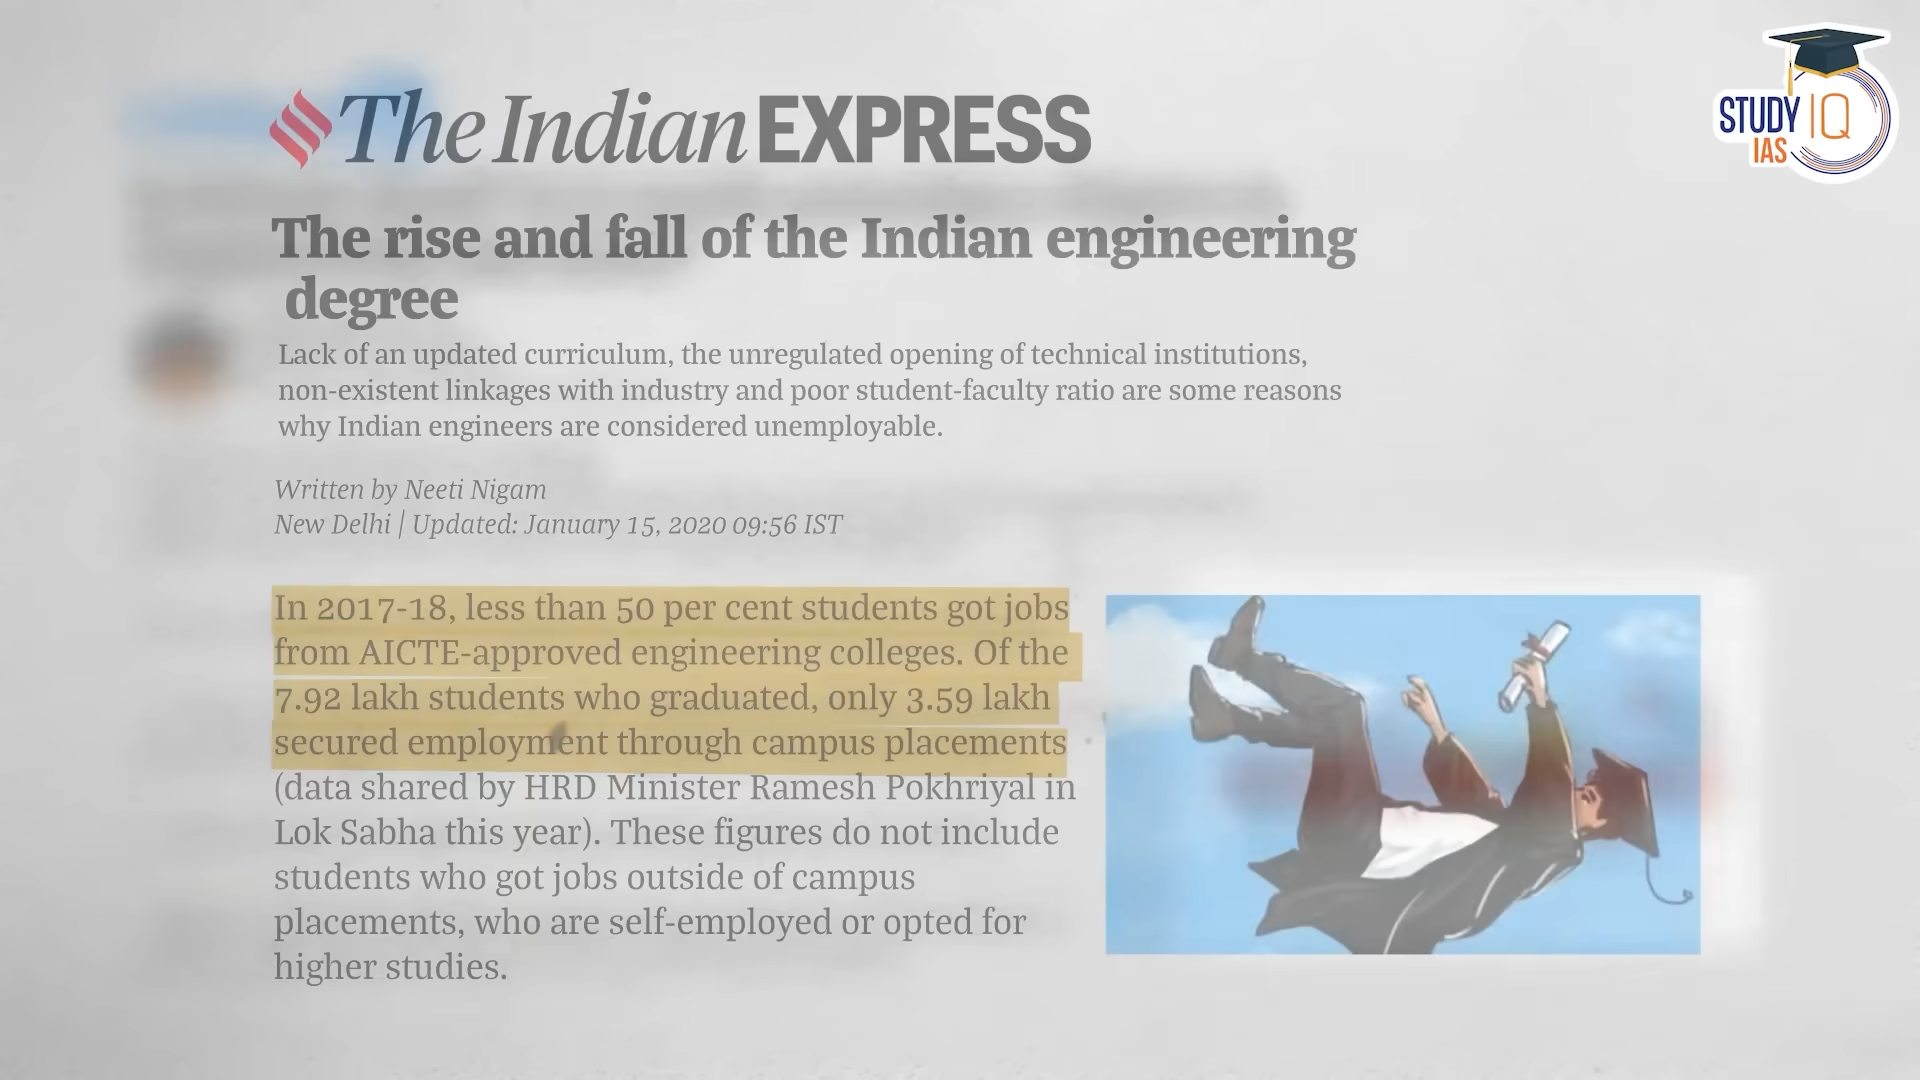 The Indian EXPRESS
STUDY IQ
IAS
The rise and fall of the Indian engineering
degree
Lack of an updated curriculum, the unregulated opening of technical institutions,
non-existent linkages with industry and poor student-faculty ratio are some reasons
why Indian engineers are considered unemployable.
Written by Neeti Nigam
New Delhi | Updated: January 15, 2020 09:56 IST
In 2017-18, less than 50 per cent students got jobs
from AICTE-approved engineering colleges. Of the
7.92 lakh students who graduated, only 3.59 lakh
secured employment through campus placements
(data shared by HRD Minister Ramesh Pokhriyal in
Lok Sabha this year). These figures do not include
students who got jobs outside of campus
placements, who are self-employed or opted for
higher studies.